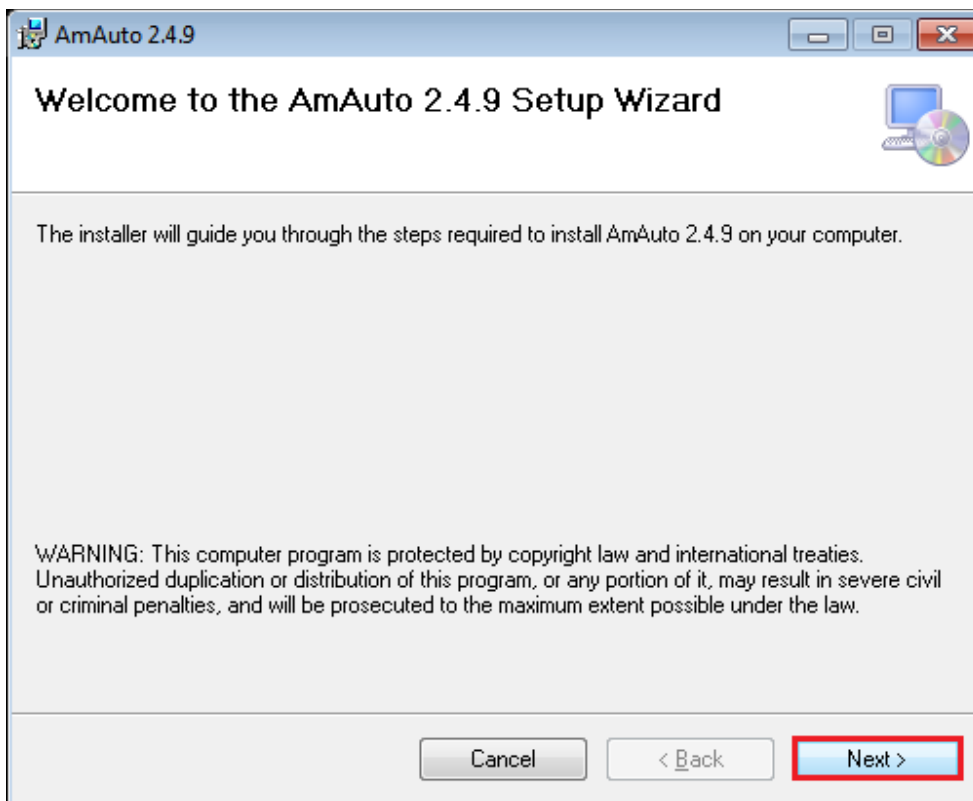 AmAuto 2.4.9
Welcome to the AmAuto 2.4.9 Setup Wizard
The installer will guide you through the steps required to install AmAuto 2.4.9 on your computer.
WARNING: This computer program is protected by copyright law and international treaties.
Unauthorized duplication or distribution of this program, or any portion of it, may result in severe civil
or criminal penalties, and will be prosecuted to the maximum extent possible under the law.
Cancel
< Back
Next >